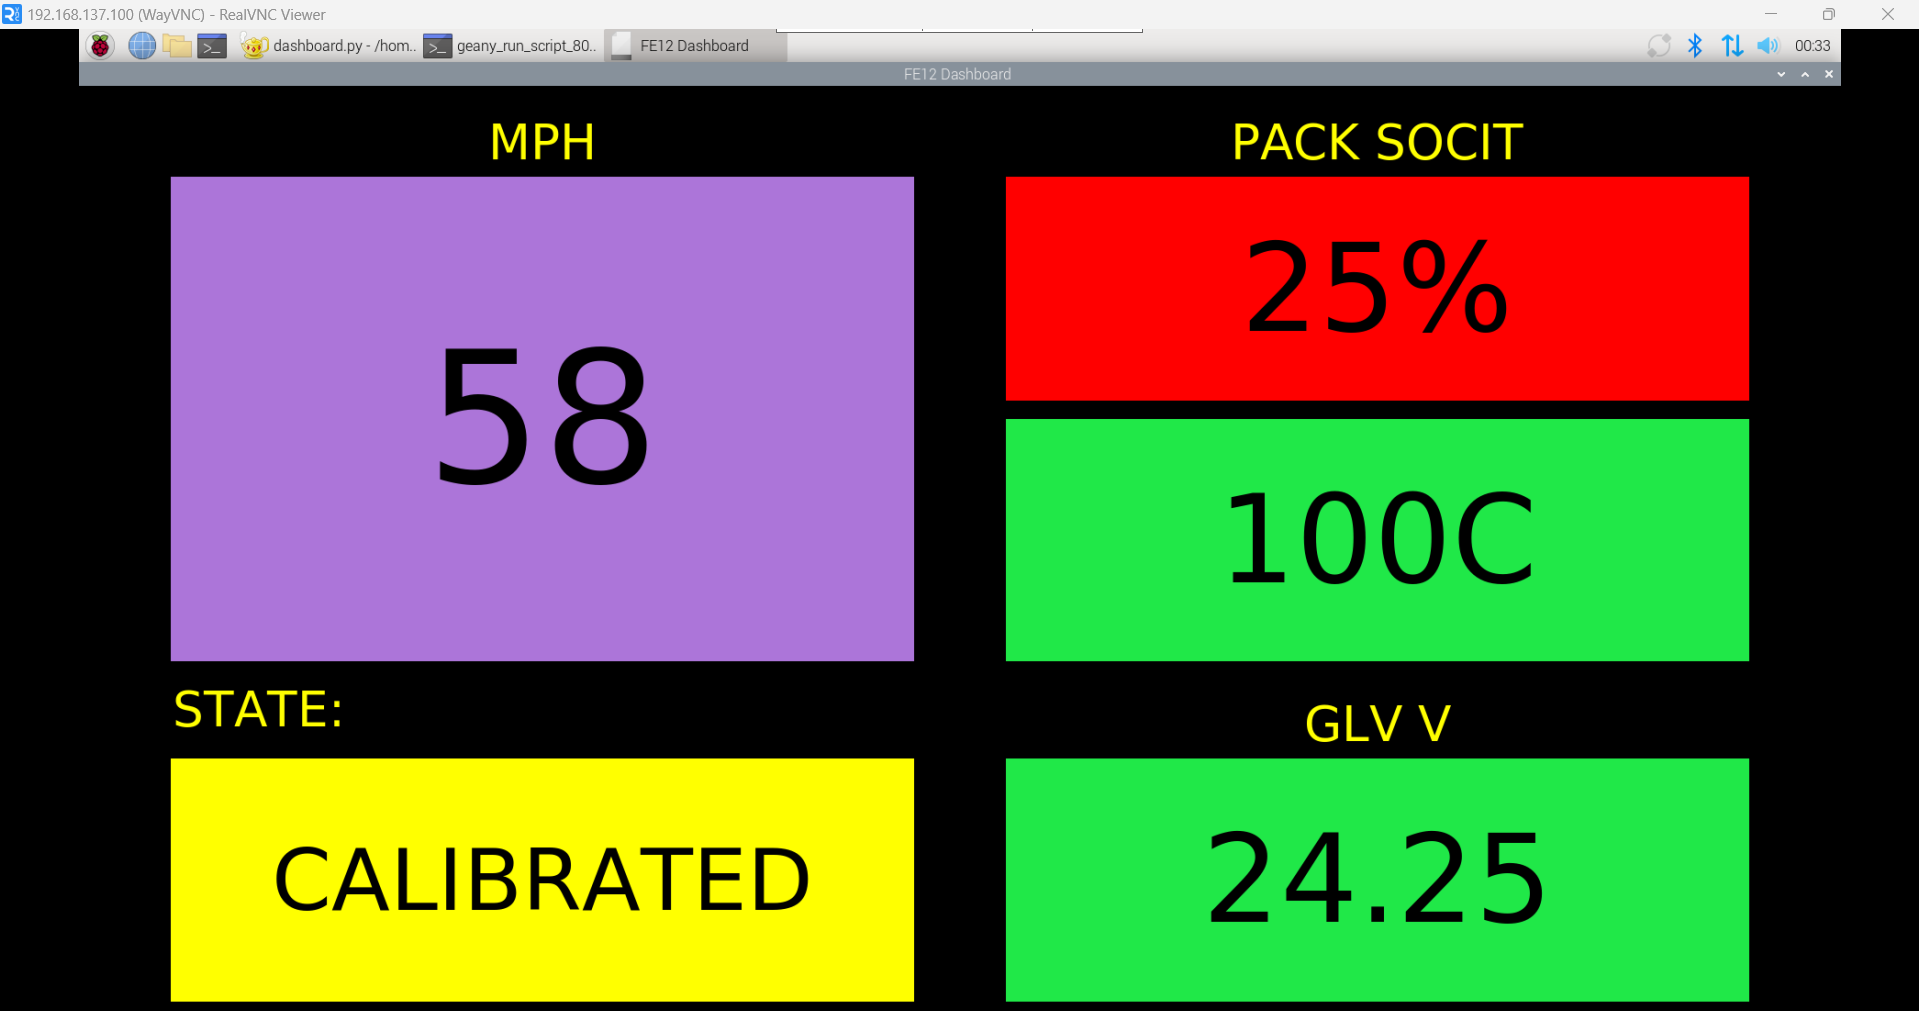 192.168.137.100 (WayVNC) - RealVNC Viewer
dashboard.py - /hom.. geany_run_script_80.. FE12 Dashboard 00:33
FE12 Dashboard
MPH
58
PACK SOCIT
25%
100C
STATE:
CALIBRATED
GLV V
24.25